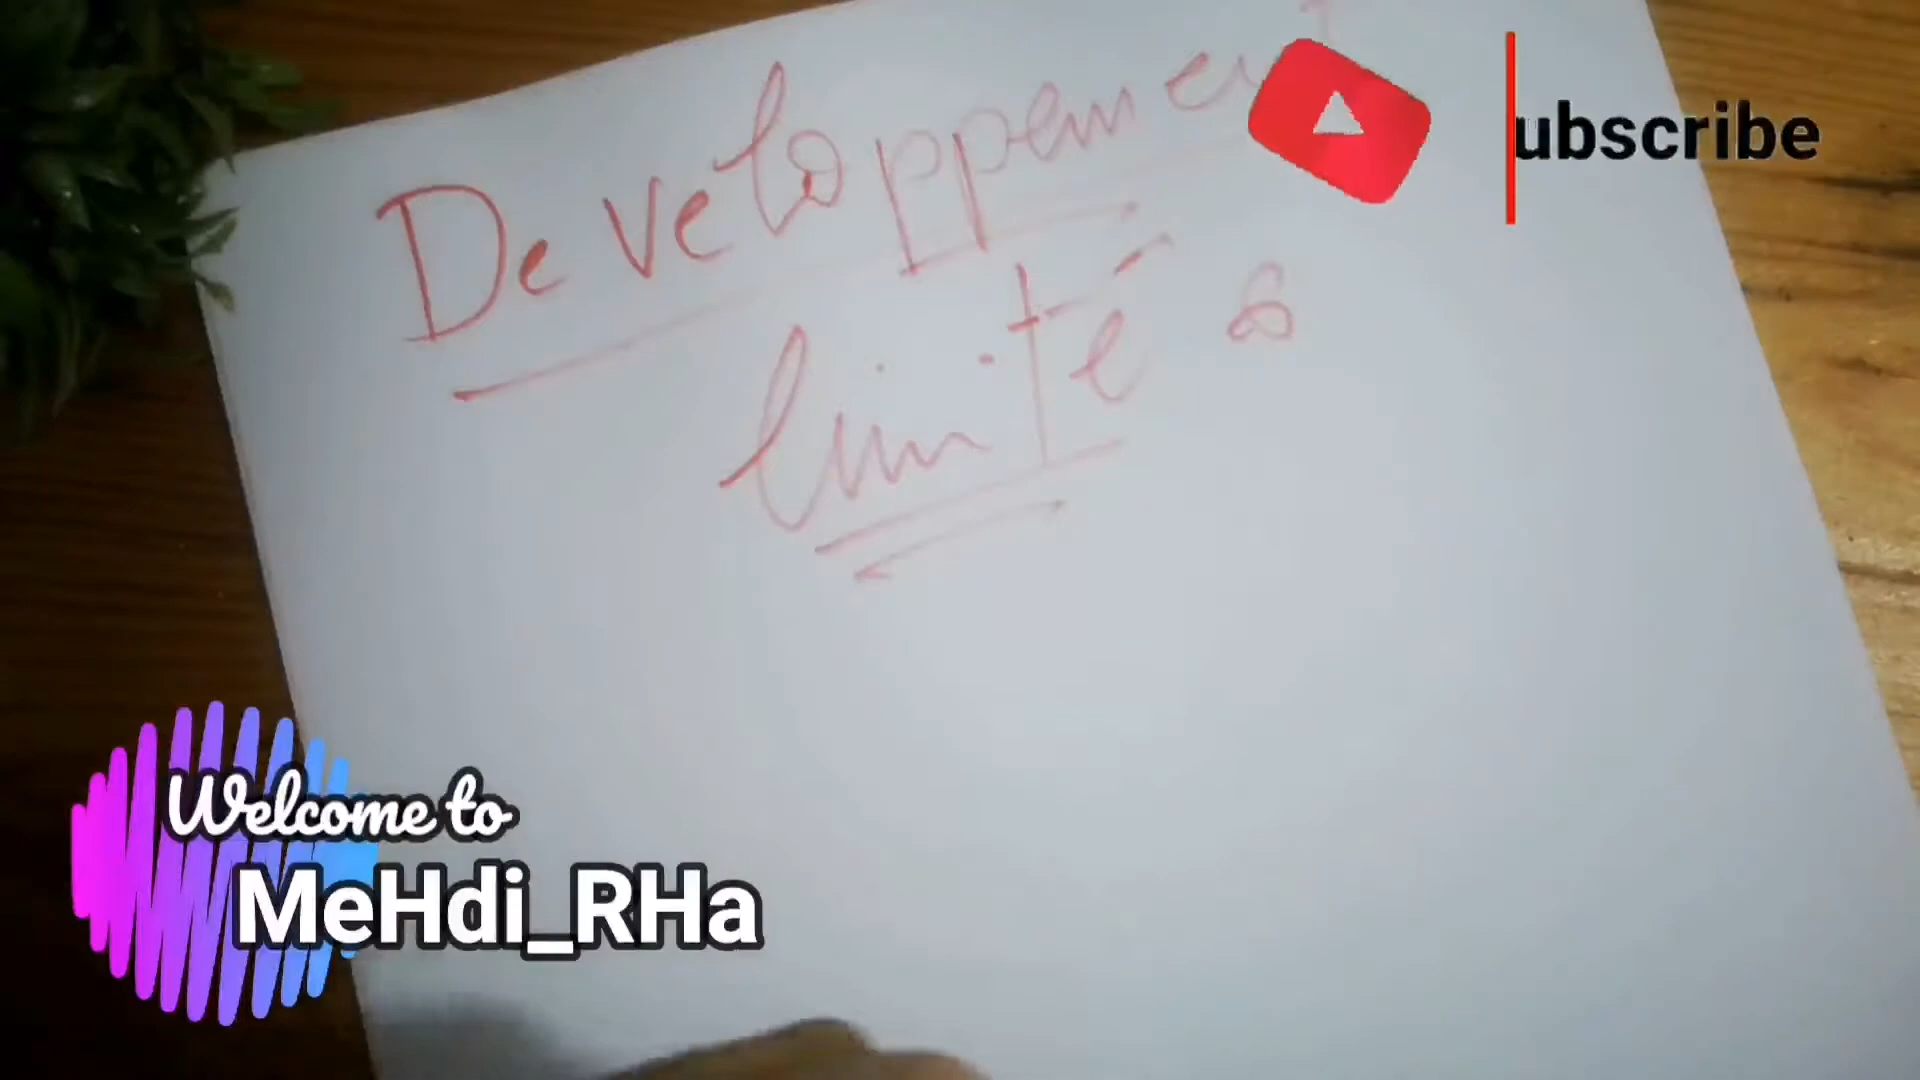 Developpement
limité
ubscribe
Welcome to
MeHdi_RHa